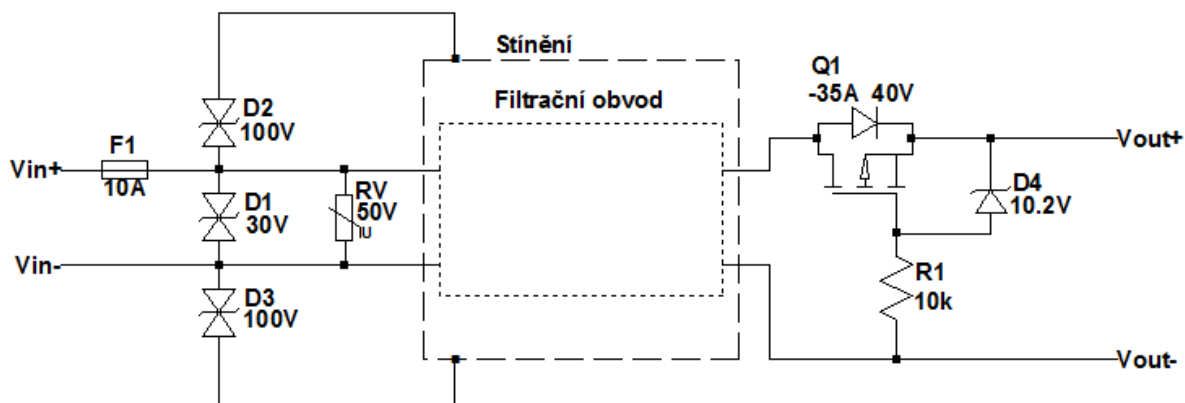 Stínění
Filtrační obvod
Q1
-35A 40V
D2
100V
F1
10A
Vin+
D1
30V
RV
50V
IU
Vin-
D3
100V
Vout+
D4
10.2V
R1
10k
Vout-